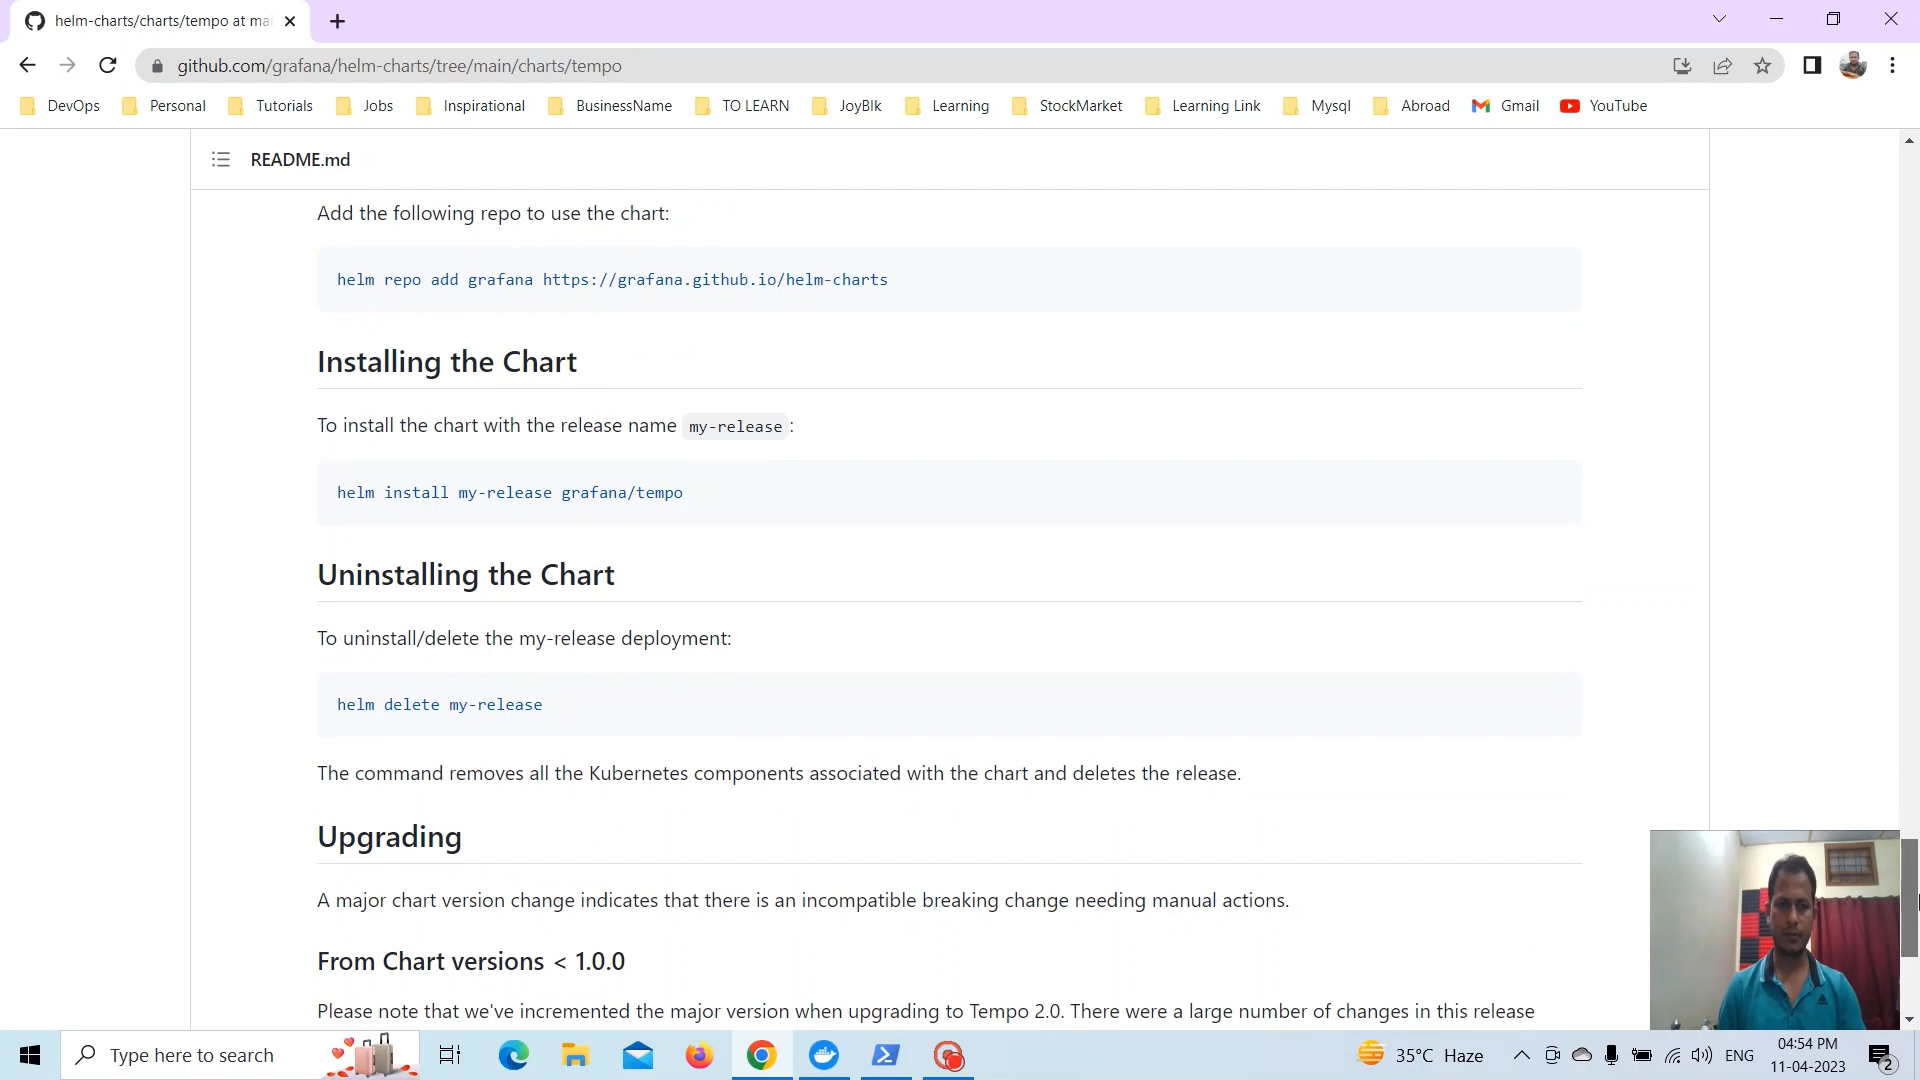 helm-charts/charts/tempo at mai
github.com/grafana/helm-charts/tree/main/charts/tempo
DevOps Personal Tutorials Jobs Inspirational BusinessName TO LEARN JoyBlk Learning StockMarket Learning Link Mysql Abroad Gmail YouTube
README.md
Add the following repo to use the chart:
helm repo add grafana https://grafana.github.io/helm-charts
Installing the Chart
To install the chart with the release name my-release:
helm install my-release grafana/tempo
Uninstalling the Chart
To uninstall/delete the my-release deployment:
helm delete my-release
The command removes all the Kubernetes components associated with the chart and deletes the release.
Upgrading
A major chart version change indicates that there is an incompatible breaking change needing manual actions.
From Chart versions < 1.0.0
Please note that we've incremented the major version when upgrading to Tempo 2.0. There were a large number of changes in this release
Type here to search
35°C Haze
ENG
04:54 PM
11-04-2023
2